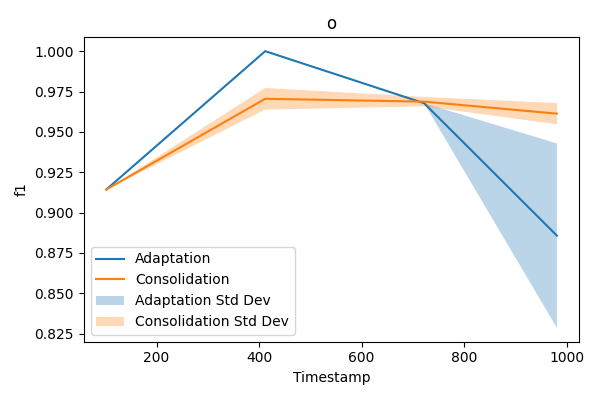 o
1.000
0.975
0.950
0.925
0.900
0.875
0.850
0.825
f1
Adaptation
Consolidation
Adaptation Std Dev
Consolidation Std Dev
200
400
600
800
1000
Timestamp